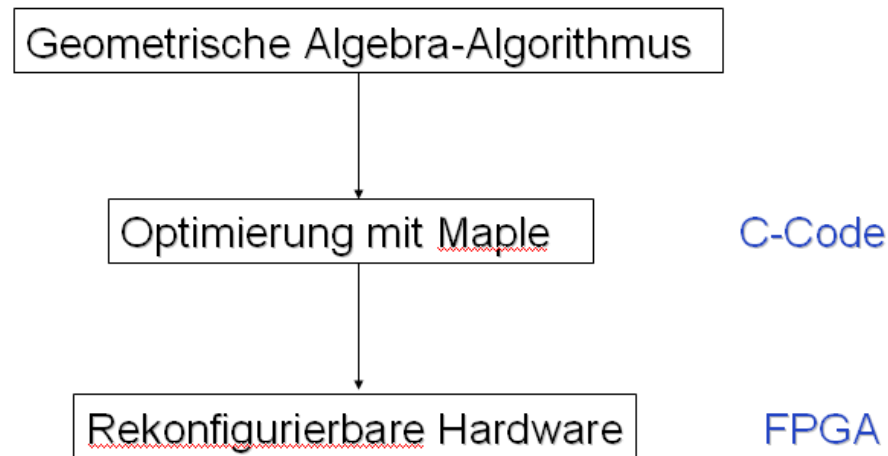 Geometrische Algebra-Algorithmus
Optimierung mit Maple C-Code
Rekonfigurierbare Hardware FPGA